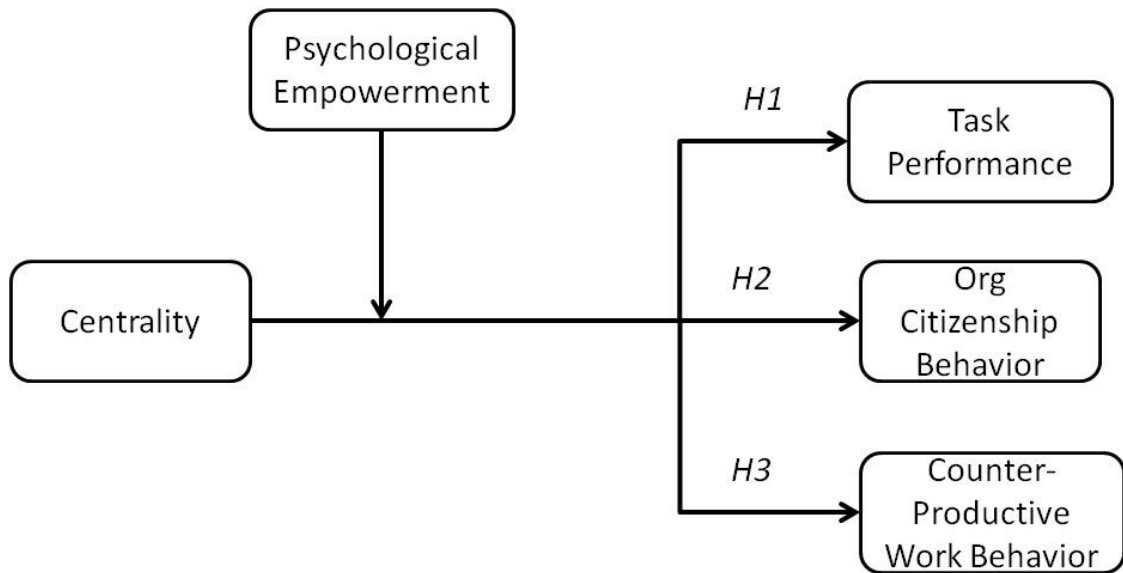 Psychological
Empowerment
H1
Task
Performance
Centrality
H2
Org
Citizenship
Behavior
H3
Counter-
Productive
Work Behavior